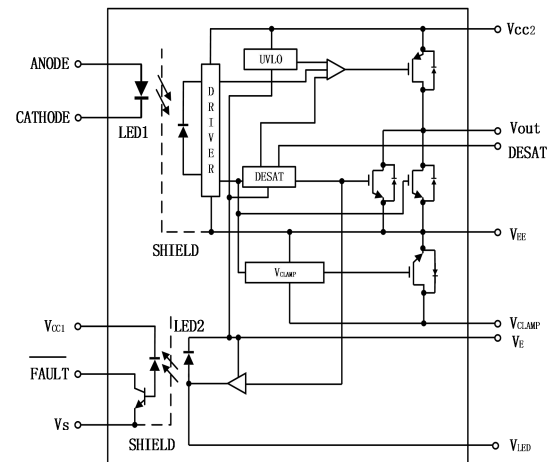 Vcc2
UVLO
ANODE
DRIVER
CATHODE
LED1
Vout
DESAT
DESAT
VEE
SHIELD
VCLAMP
VCC1
LED2
VCLAMP
VE
FAULT
Vs
SHIELD
VLED